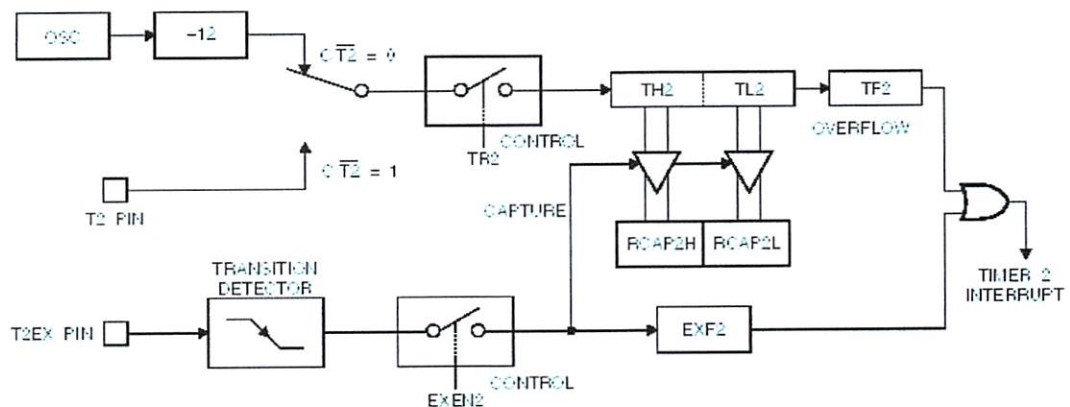 OSC
÷12
C/T2 = 0
TH2
TL2
TF2
OVERFLOW
CONTROL
TR2
C/T2 = 1
T2 PIN
CAPTURE
RCAP2H
RCAP2L
TRANSITION
DETECTOR
TIMER 2
INTERRUPT
T2EX PIN
EXF2
CONTROL
EXEN2